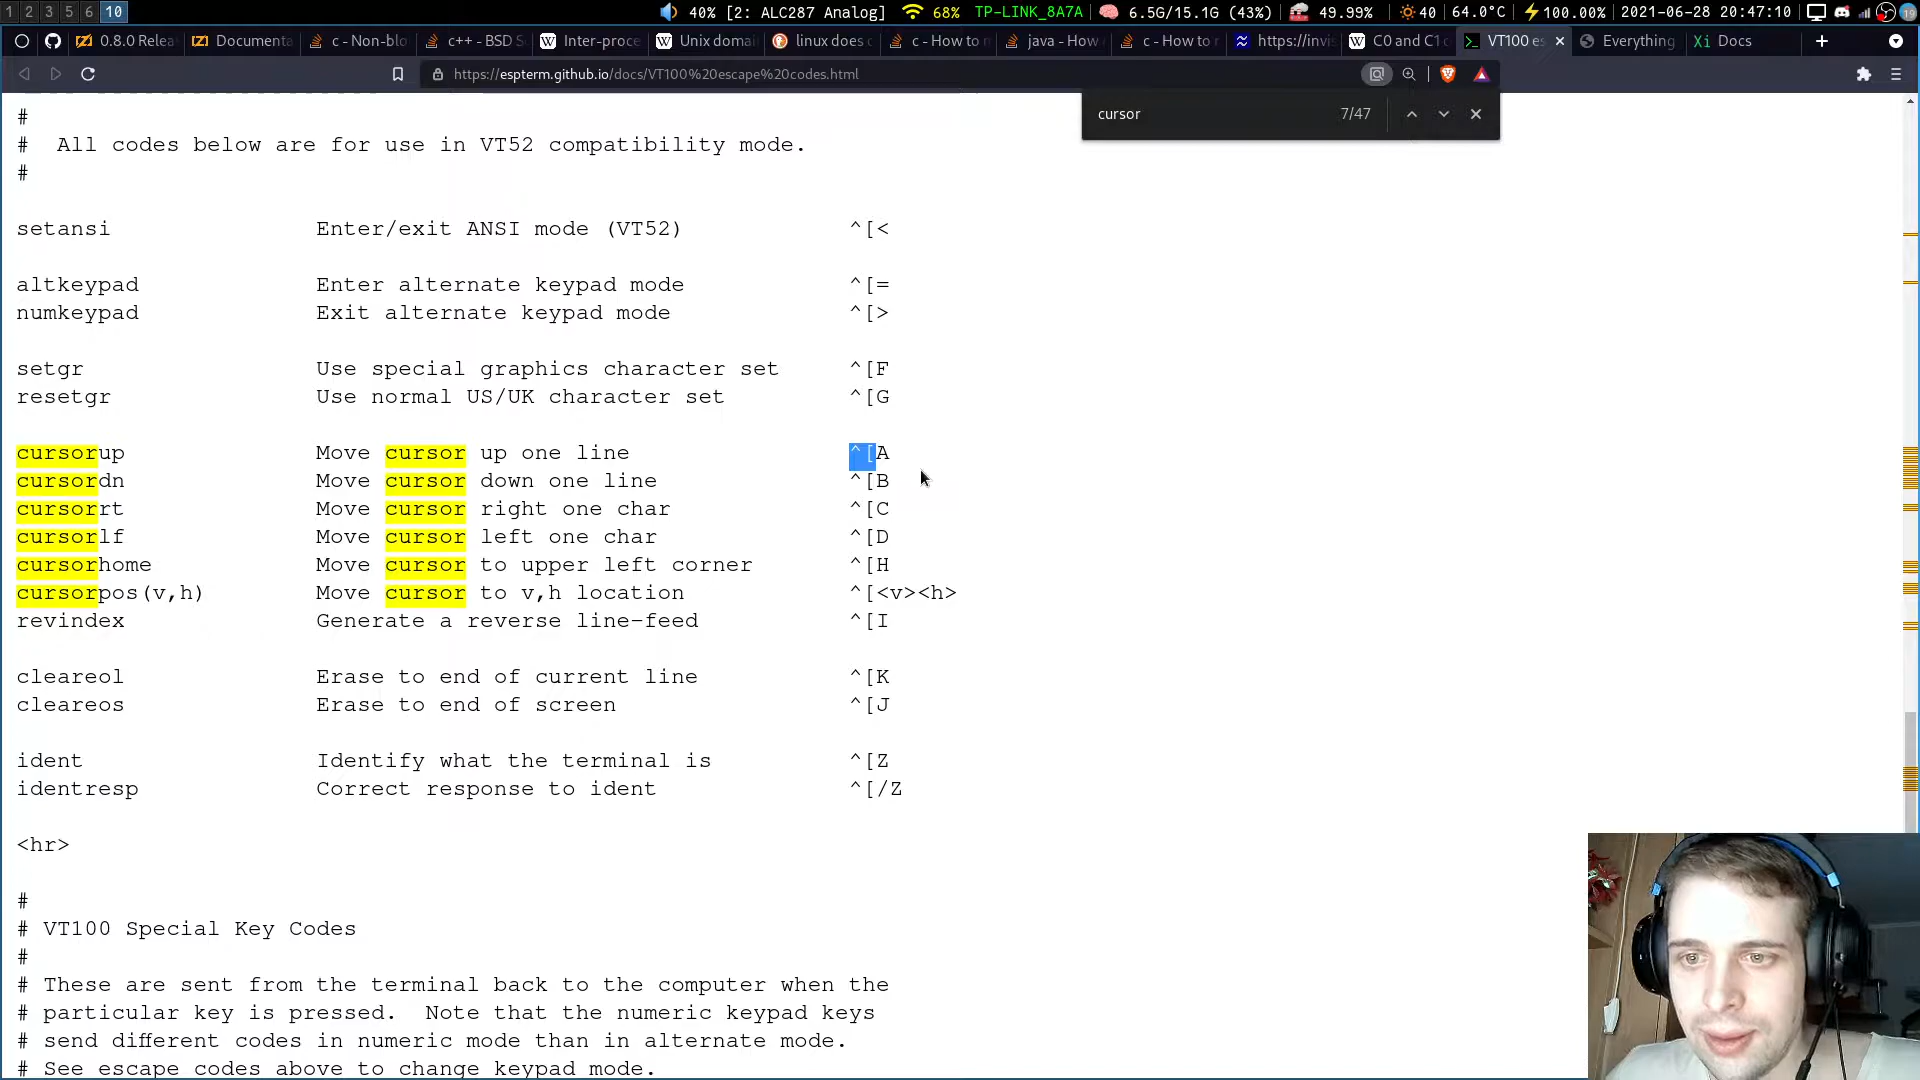 1 2 3 5 6 10 40% [2: ALC287 Analog] 68% TP-LINK_8A7A 6.5G/15.1G (43%) 49.99% 40 64.0°C 100.00% 2021-06-28 20:47:10 19
0.8.0 Relea Documenta c - Non-blo c++ - BSD S Inter-proce Unix domai linux does c - How to r java - How c - How to r https://invis C0 and C1 c VT100 es Everything Docs
https://espterm.github.io/docs/VT100%20escape%20codes.html
cursor 7/47
#
# All codes below are for use in VT52 compatibility mode.
#
setansi Enter/exit ANSI mode (VT52) ^[<
altkeypad Enter alternate keypad mode ^[=
numkeypad Exit alternate keypad mode ^[>
setgr Use special graphics character set ^[F
resetgr Use normal US/UK character set ^[G
cursorup Move cursor up one line ^[A
cursordn Move cursor down one line ^[B
cursorrt Move cursor right one char ^[C
cursorlf Move cursor left one char ^[D
cursorhome Move cursor to upper left corner ^[H
cursorpos(v,h) Move cursor to v,h location ^[<v><h>
revindex Generate a reverse line-feed ^[I
cleareol Erase to end of current line ^[K
cleareos Erase to end of screen ^[J
ident Identify what the terminal is ^[Z
identresp Correct response to ident ^[/Z
<hr>
#
# VT100 Special Key Codes
#
# These are sent from the terminal back to the computer when the
# particular key is pressed. Note that the numeric keypad keys
# send different codes in numeric mode than in alternate mode.
# See escape codes above to change keypad mode.